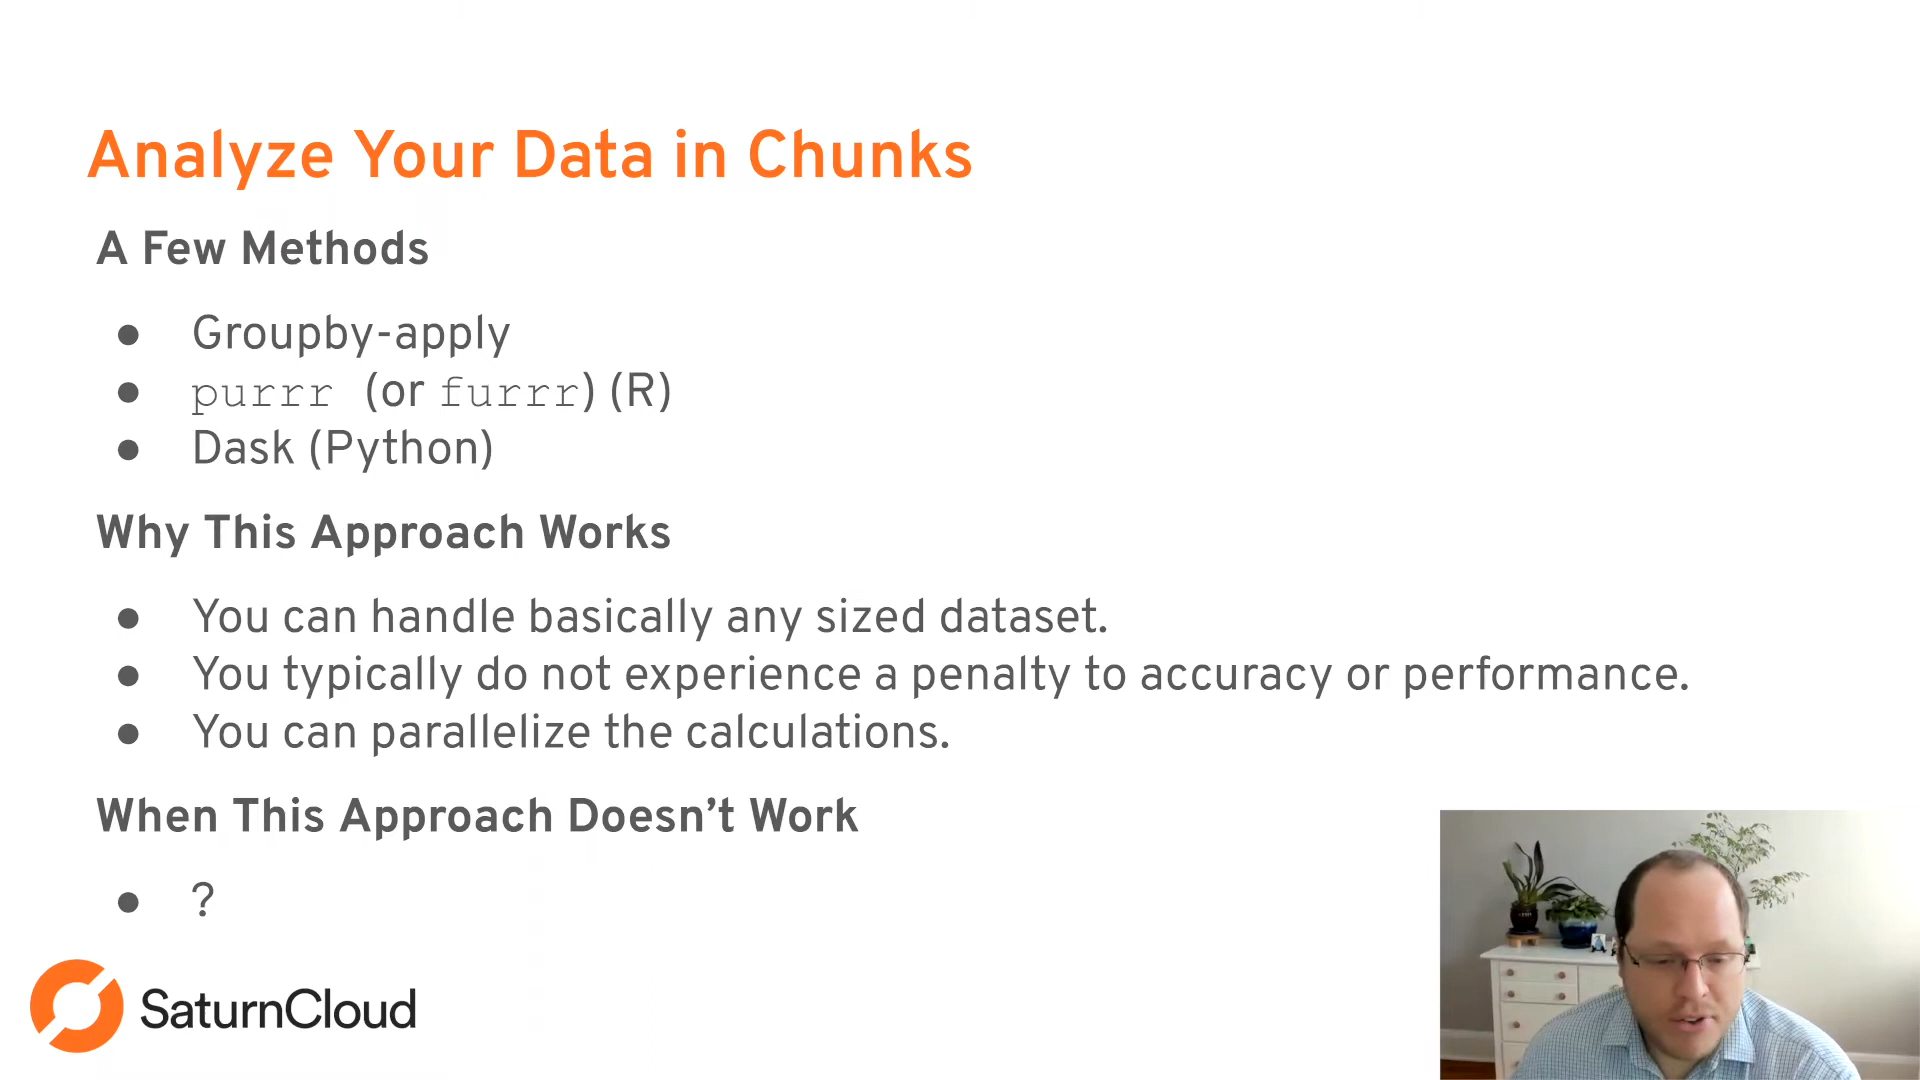 Analyze Your Data in Chunks
A Few Methods
● Groupby-apply
● purrr (or furrr) (R)
● Dask (Python)
Why This Approach Works
● You can handle basically any sized dataset.
● You typically do not experience a penalty to accuracy or performance.
● You can parallelize the calculations.
When This Approach Doesn’t Work
● ?
SaturnCloud